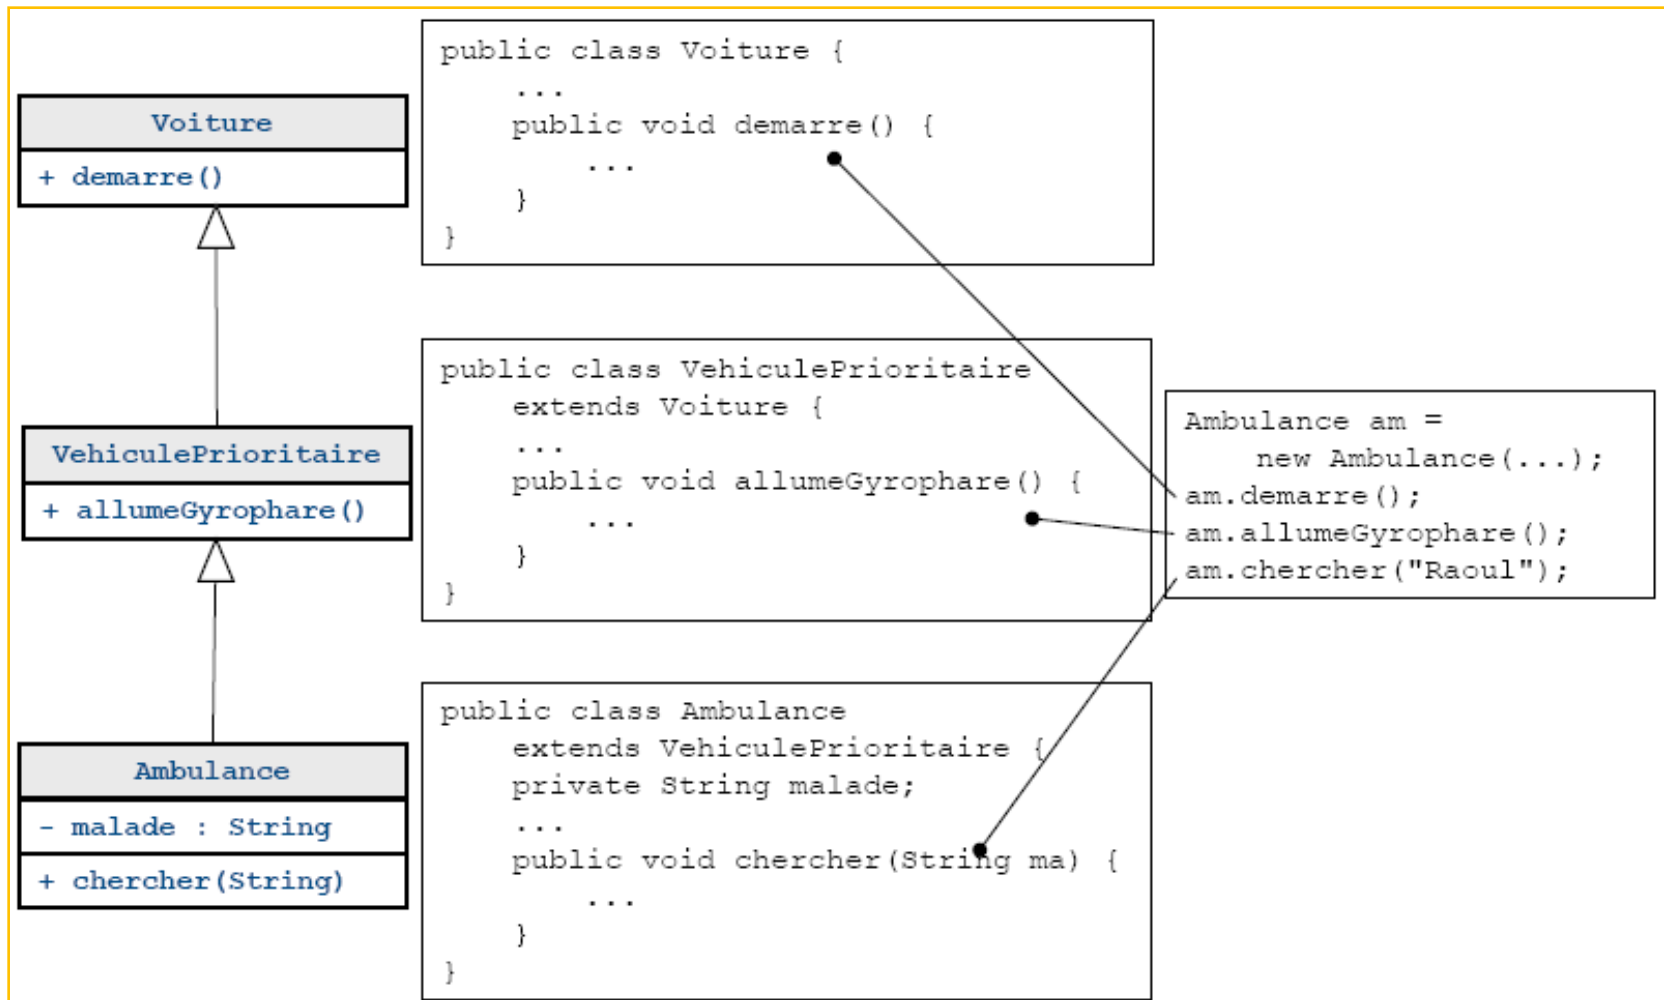 Voiture
+ demarre()
public class Voiture {
...
public void demarre() {
...
}
}
VehiculePrioritaire
+ allumeGyrophare()
public class VehiculePrioritaire
extends Voiture {
...
public void allumeGyrophare() {
...
}
}
Ambulance am =
new Ambulance(...);
am.demarre();
am.allumeGyrophare();
am.chercher("Raoul");
Ambulance
- malade : String
+ chercher(String)
public class Ambulance
extends VehiculePrioritaire {
private String malade;
...
public void chercher(String ma) {
...
}
}